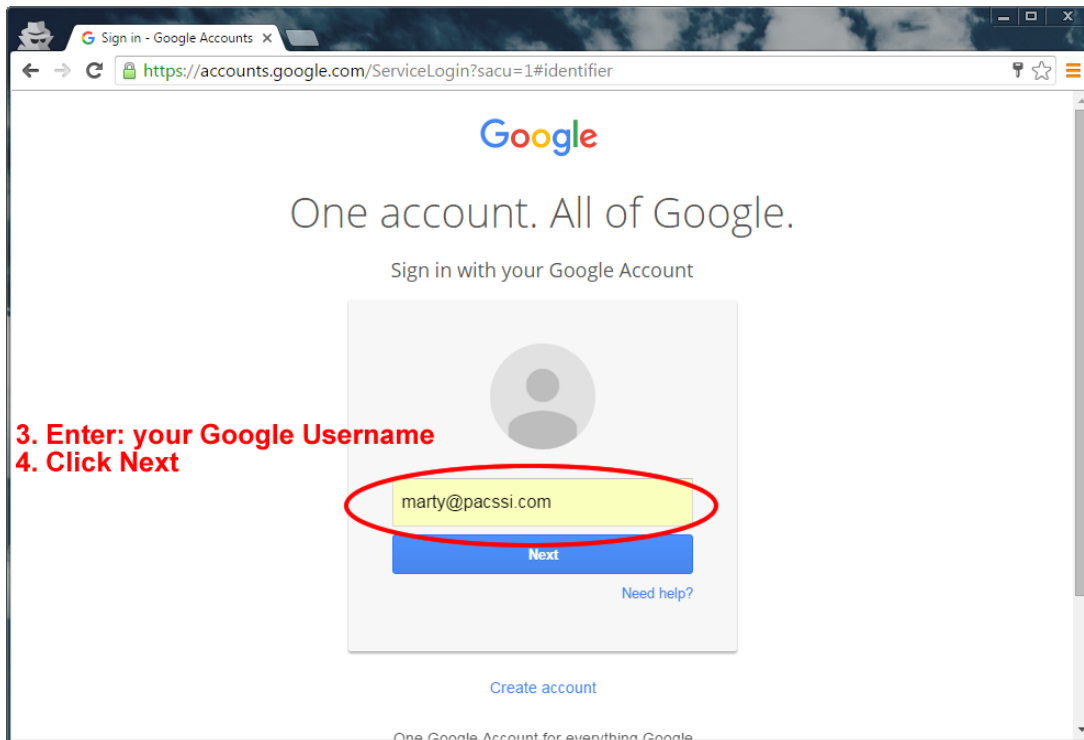 Sign in - Google Accounts
https://accounts.google.com/ServiceLogin?sacu=1#identifier
Google
One account. All of Google.
Sign in with your Google Account
3. Enter: your Google Username
4. Click Next
marty@pacssi.com
Next
Need help?
Create account
One Google Account for everything Google